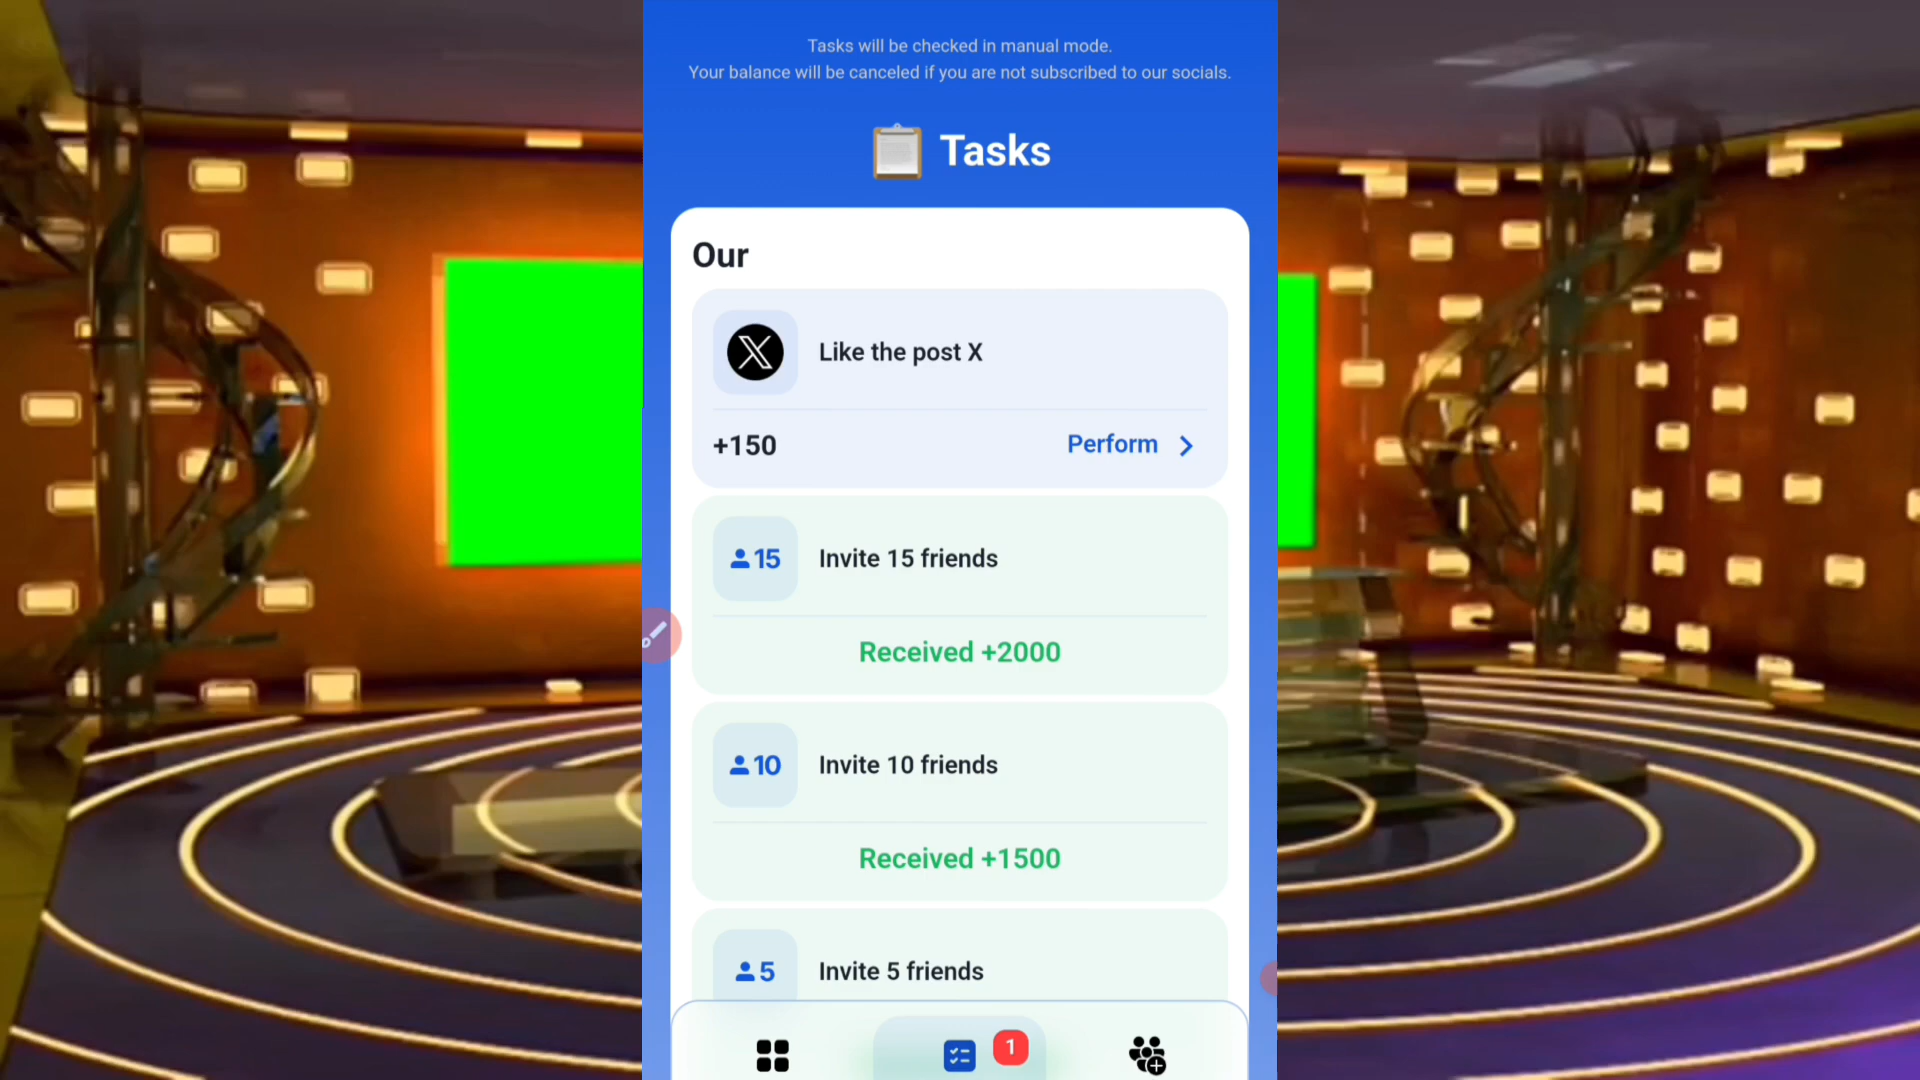 Tasks will be checked in manual mode.
Your balance will be canceled if you are not subscribed to our socials.
Tasks
Our
Like the post X
+150
Perform
15
Invite 15 friends
Received +2000
10
Invite 10 friends
Received +1500
5
Invite 5 friends
1